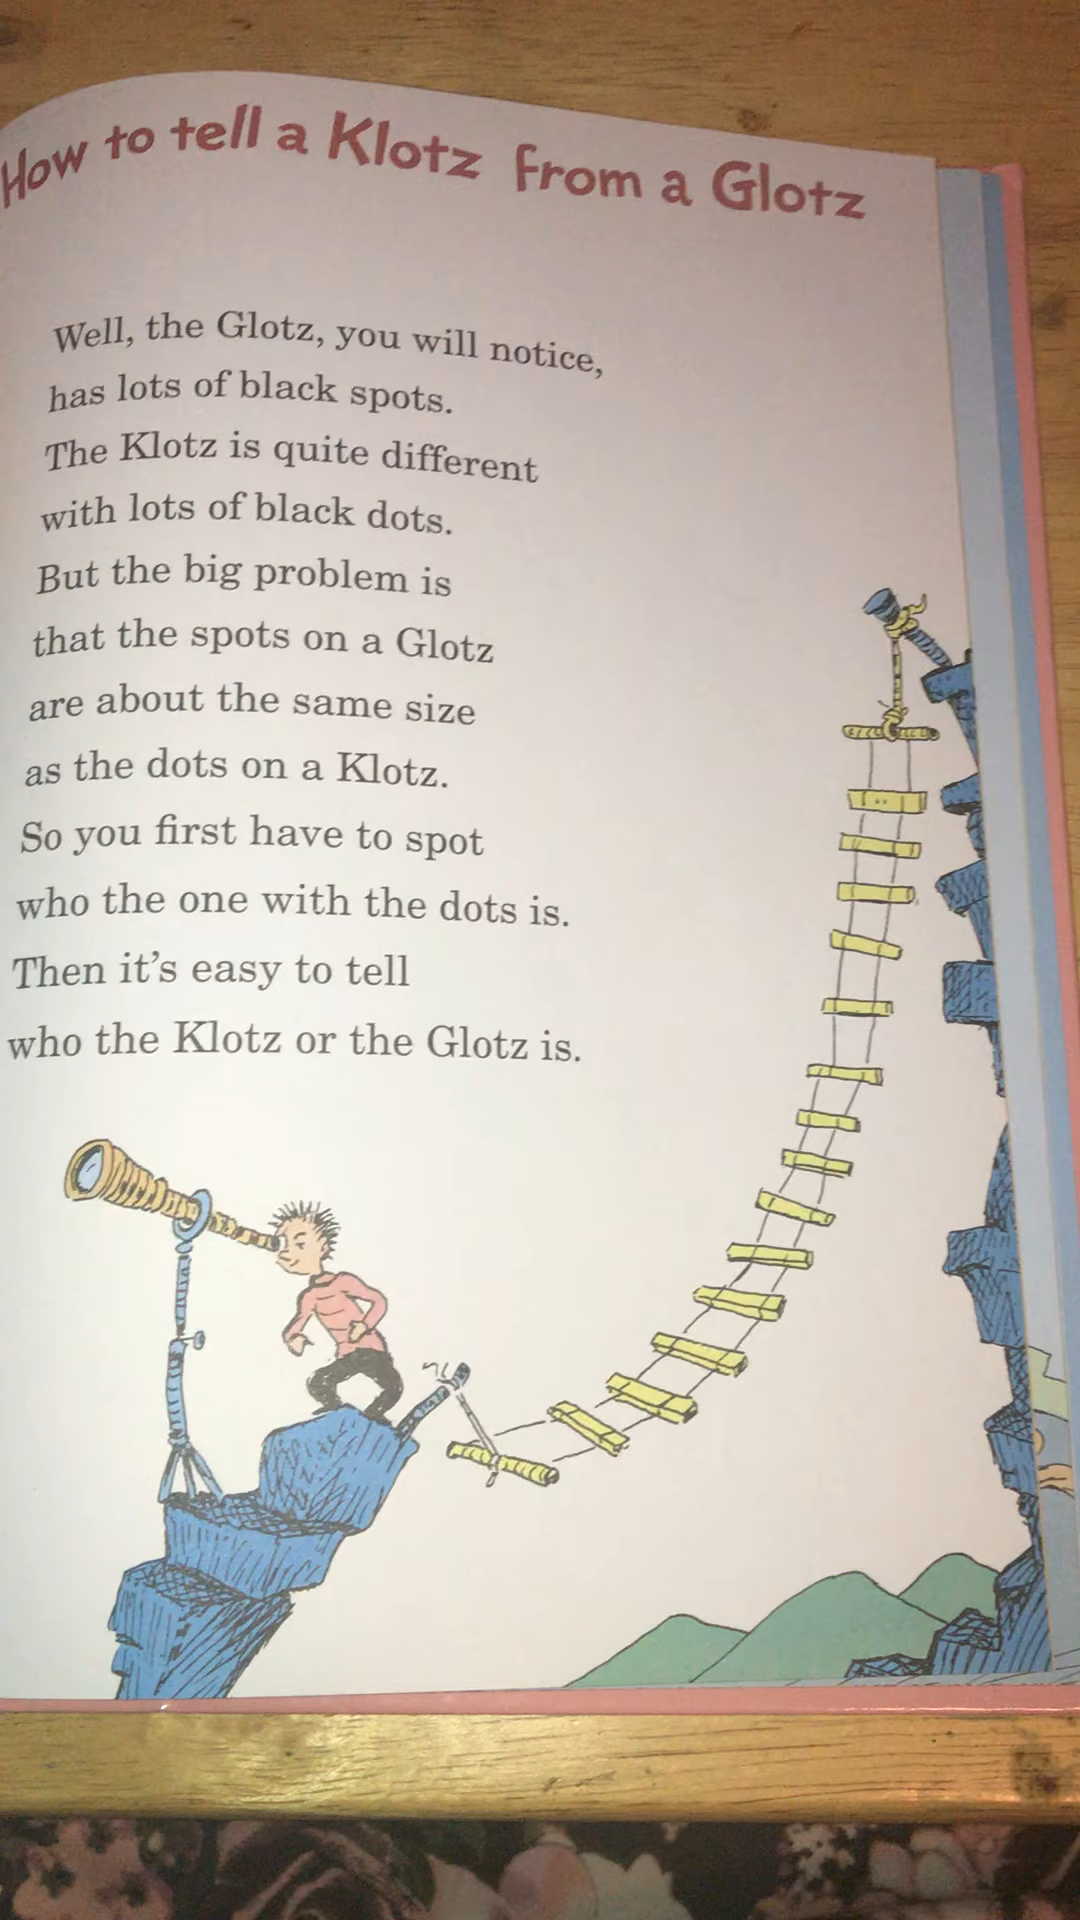 How to tell a Klotz from a Glotz
Well, the Glotz, you will notice,
has lots of black spots.
The Klotz is quite different
with lots of black dots.
But the big problem is
that the spots on a Glotz
are about the same size
as the dots on a Klotz.
So you first have to spot
who the one with the dots is.
Then it's easy to tell
who the Klotz or the Glotz is.